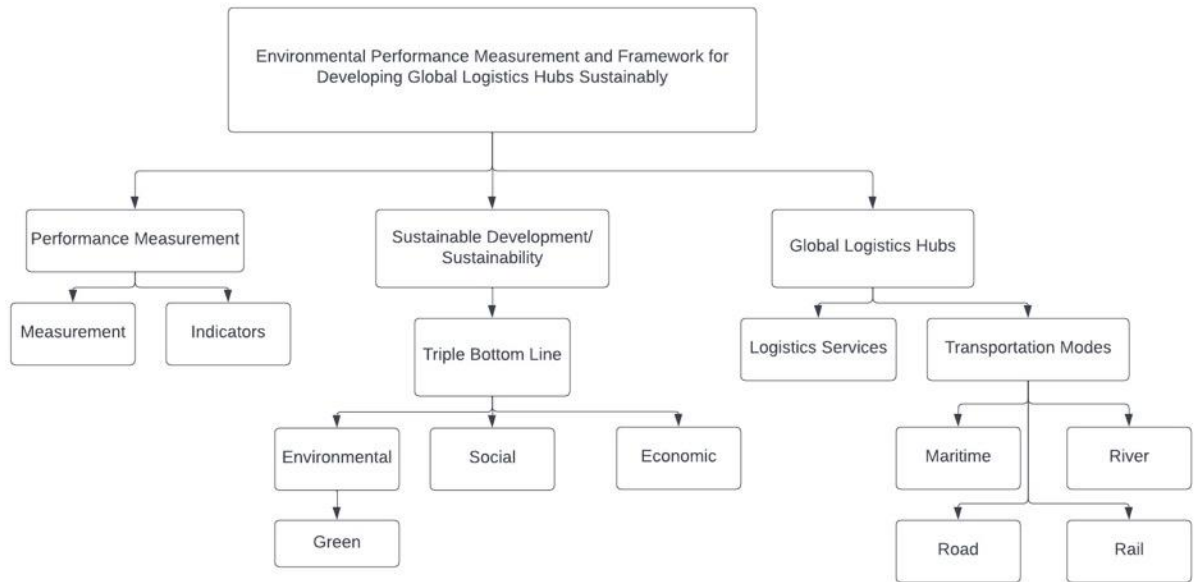 Environmental Performance Measurement and Framework for
Developing Global Logistics Hubs Sustainably
Performance Measurement
Sustainable Development/
Sustainability
Global Logistics Hubs
Measurement
Indicators
Triple Bottom Line
Logistics Services
Transportation Modes
Environmental
Social
Economic
Maritime
River
Green
Road
Rail